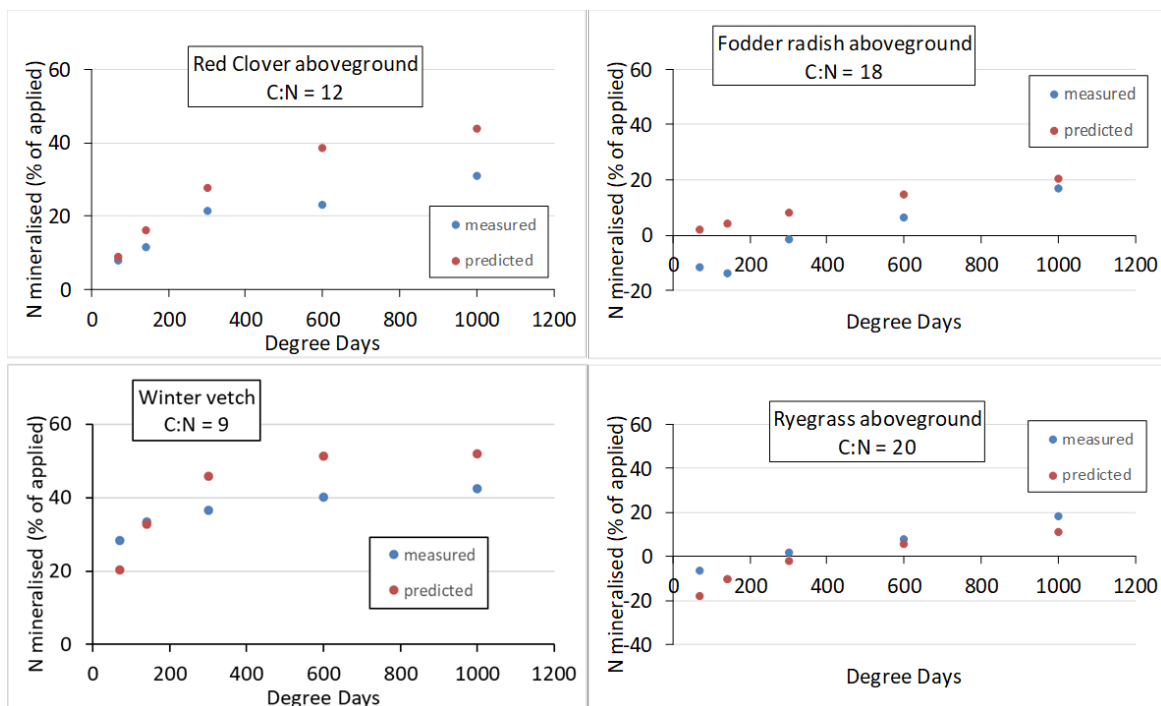 Red Clover aboveground
C:N = 12
N mineralised (% of applied)
60
40
20
0
measured
predicted
0 200 400 600 800 1000 1200
Degree Days
Fodder radish aboveground
C:N = 18
N mineralised (% of applied)
60
40
20
0
-20
measured
predicted
0 200 400 600 800 1000 1200
Degree Days
Winter vetch
C:N = 9
N mineralised (% of applied)
60
40
20
0
measured
predicted
0 200 400 600 800 1000 1200
Degree Days
Ryegrass aboveground
C:N = 20
N mineralised (% of applied)
60
40
20
0
-20
-40
measured
predicted
0 200 400 600 800 1000 1200
Degree Days